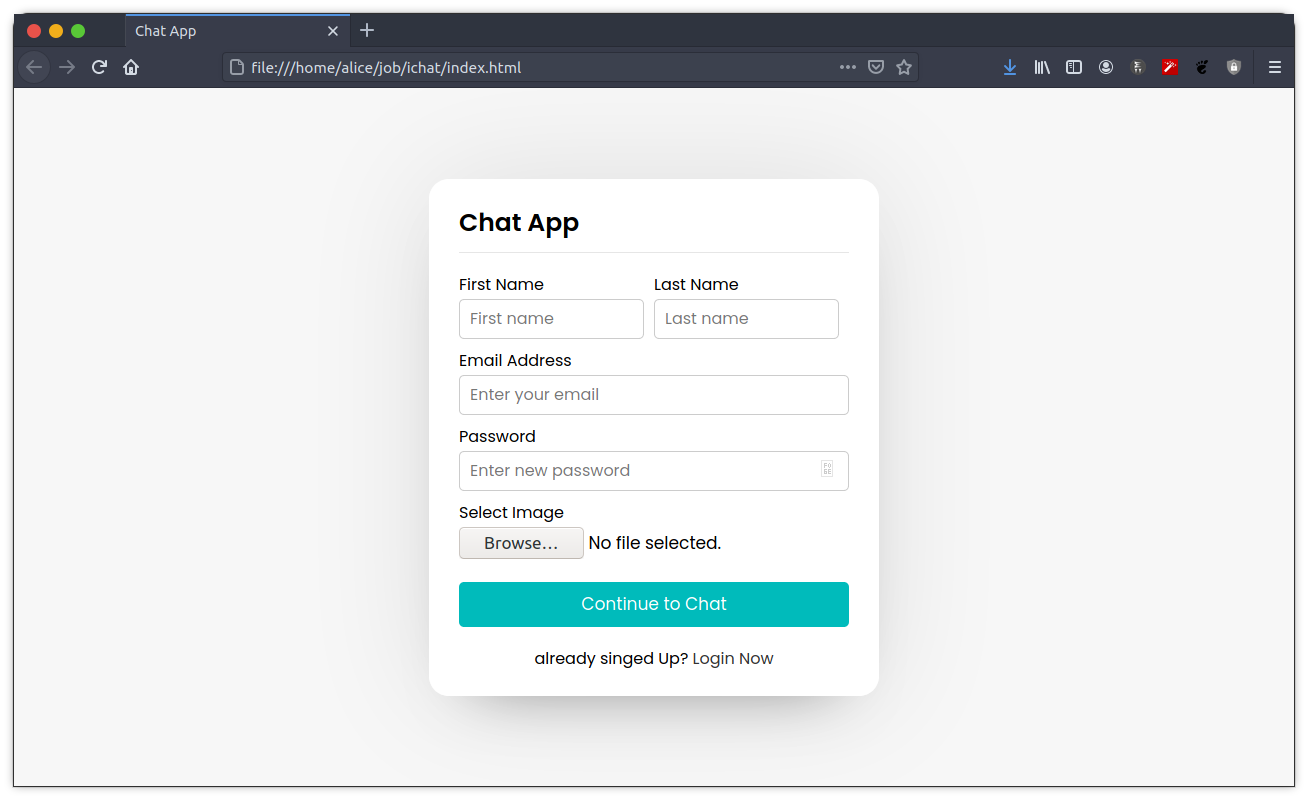 Chat App
file:///home/alice/job/ichat/index.html
Chat App
First Name Last Name
First name Last name
Email Address
Enter your email
Password
Enter new password
Select Image
Browse… No file selected.
Continue to Chat
already singed Up? Login Now